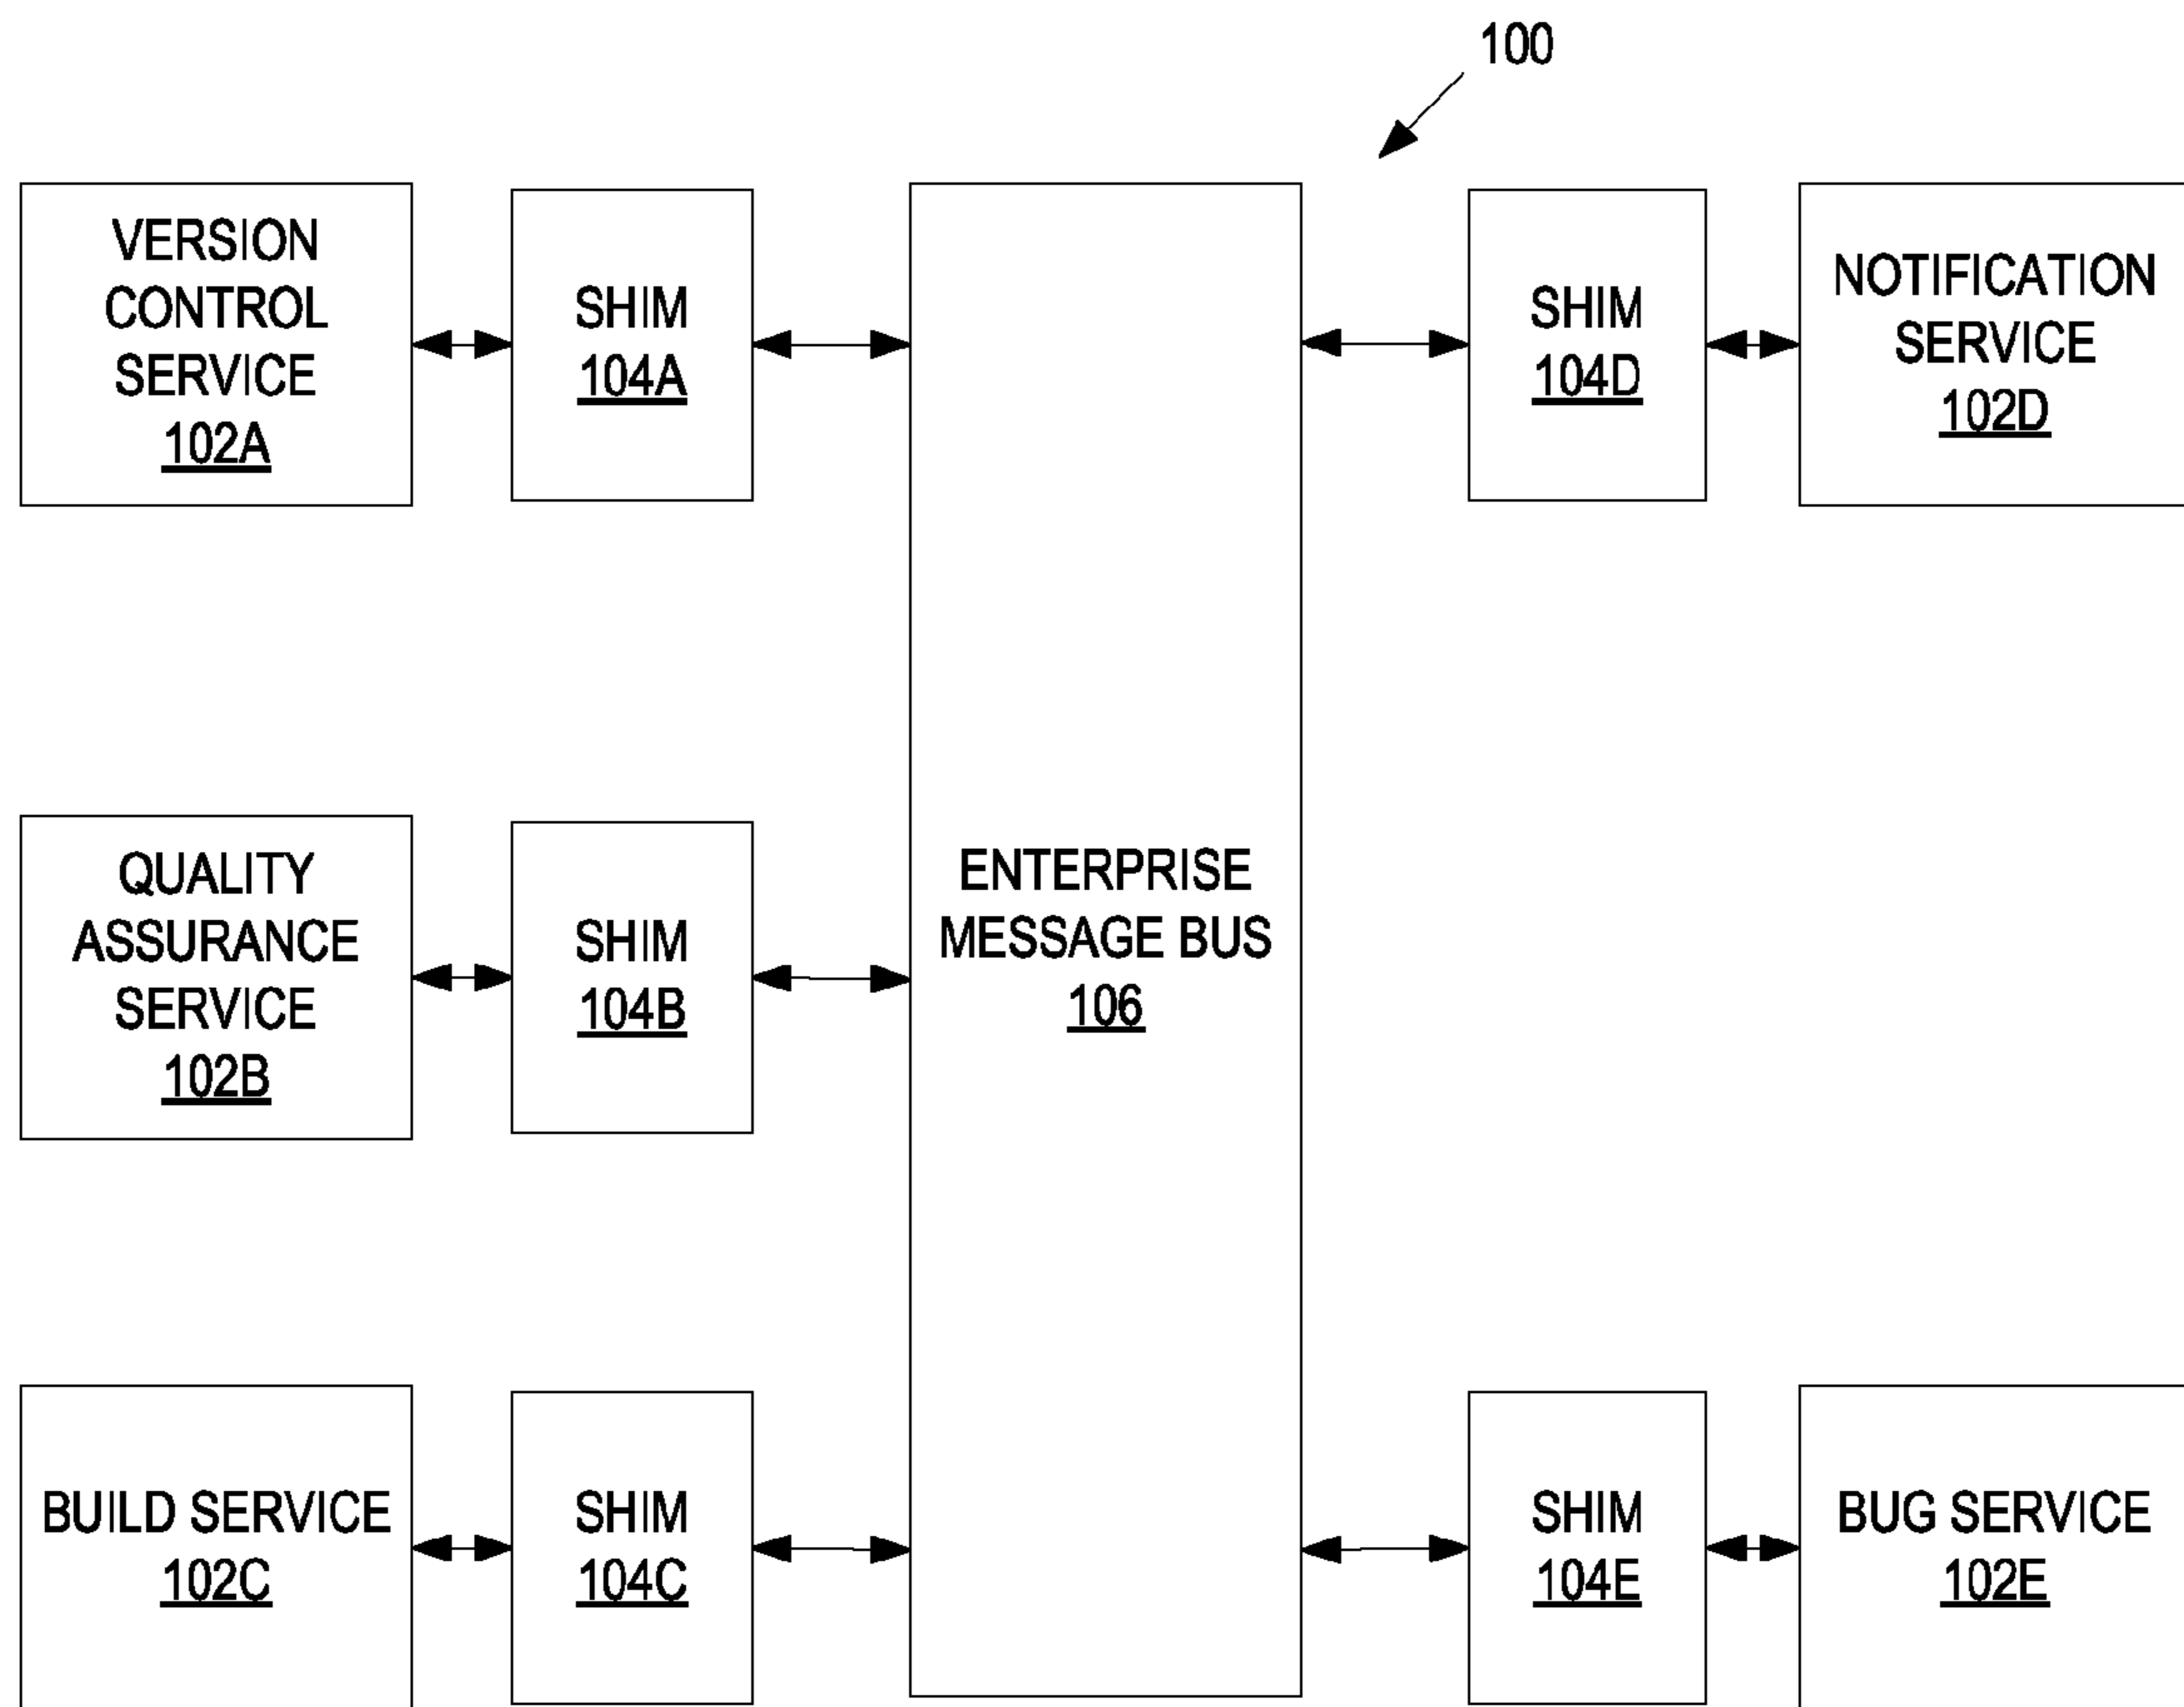 100
VERSION
CONTROL
SERVICE
102A
SHIM
104A
SHIM
104D
NOTIFICATION
SERVICE
102D
QUALITY
ASSURANCE
SERVICE
102B
SHIM
104B
ENTERPRISE
MESSAGE BUS
106
BUILD SERVICE
102C
SHIM
104C
SHIM
104E
BUG SERVICE
102E